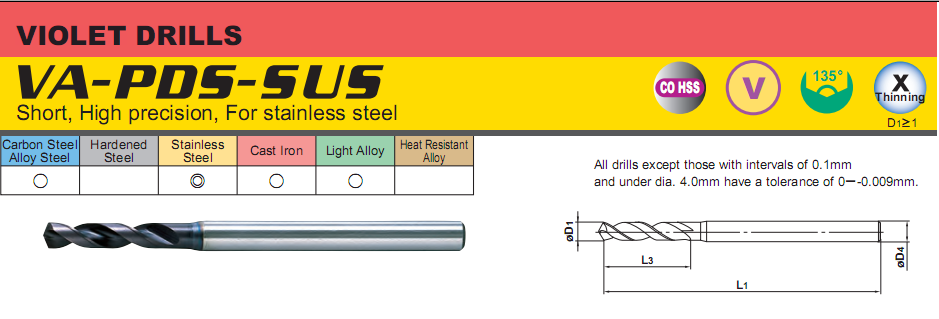 VIOLET DRILLS
VA-PDS-SUS
Short, High precision, For stainless steel
CO HSS
V
135°
X
Thinning
D1≥1
Carbon Steel
Alloy Steel
Hardened
Steel
Stainless
Steel
Cast Iron
Light Alloy
Heat Resistant
Alloy
○ ◎ ○ ○
All drills except those with intervals of 0.1mm
and under dia. 4.0mm have a tolerance of 0−-0.009mm.
øD1
L3
L1
øD4